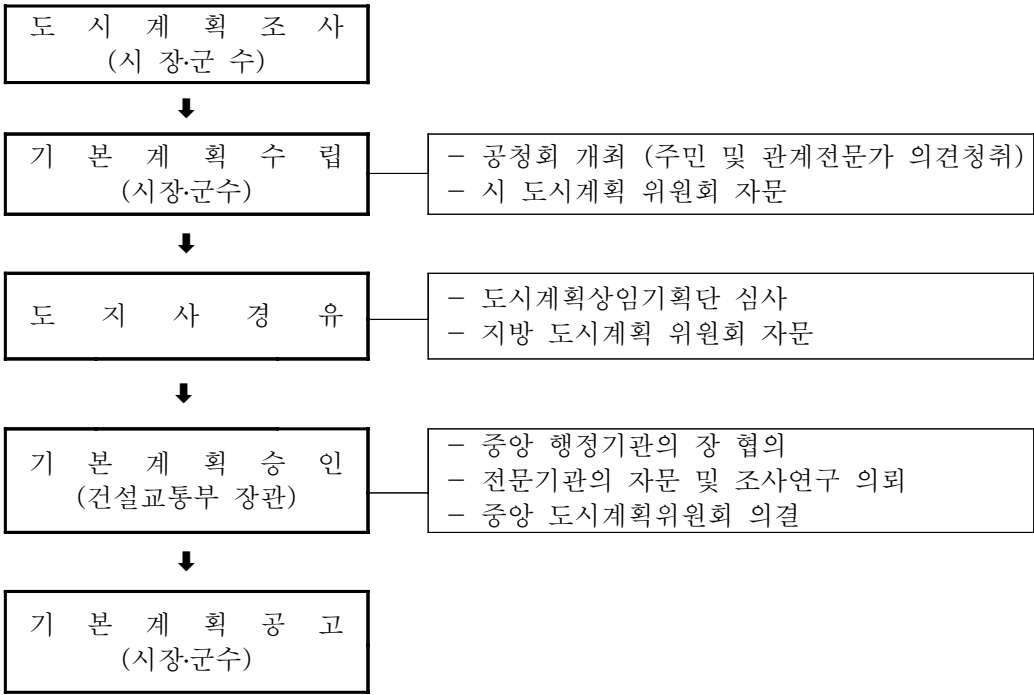 도 시 계 획 조 사
(시 장·군 수)
기 본 계 획 수 립
(시장·군수)
– 공청회 개최 (주민 및 관계전문가 의견청취)
– 시 도시계획 위원회 자문
도 지 사 경 유
– 도시계획상임기획단 심사
– 지방 도시계획 위원회 자문
기 본 계 획 승 인
(건설교통부 장관)
– 중앙 행정기관의 장 협의
– 전문기관의 자문 및 조사연구 의뢰
– 중앙 도시계획위원회 의결
기 본 계 획 공 고
(시장·군수)